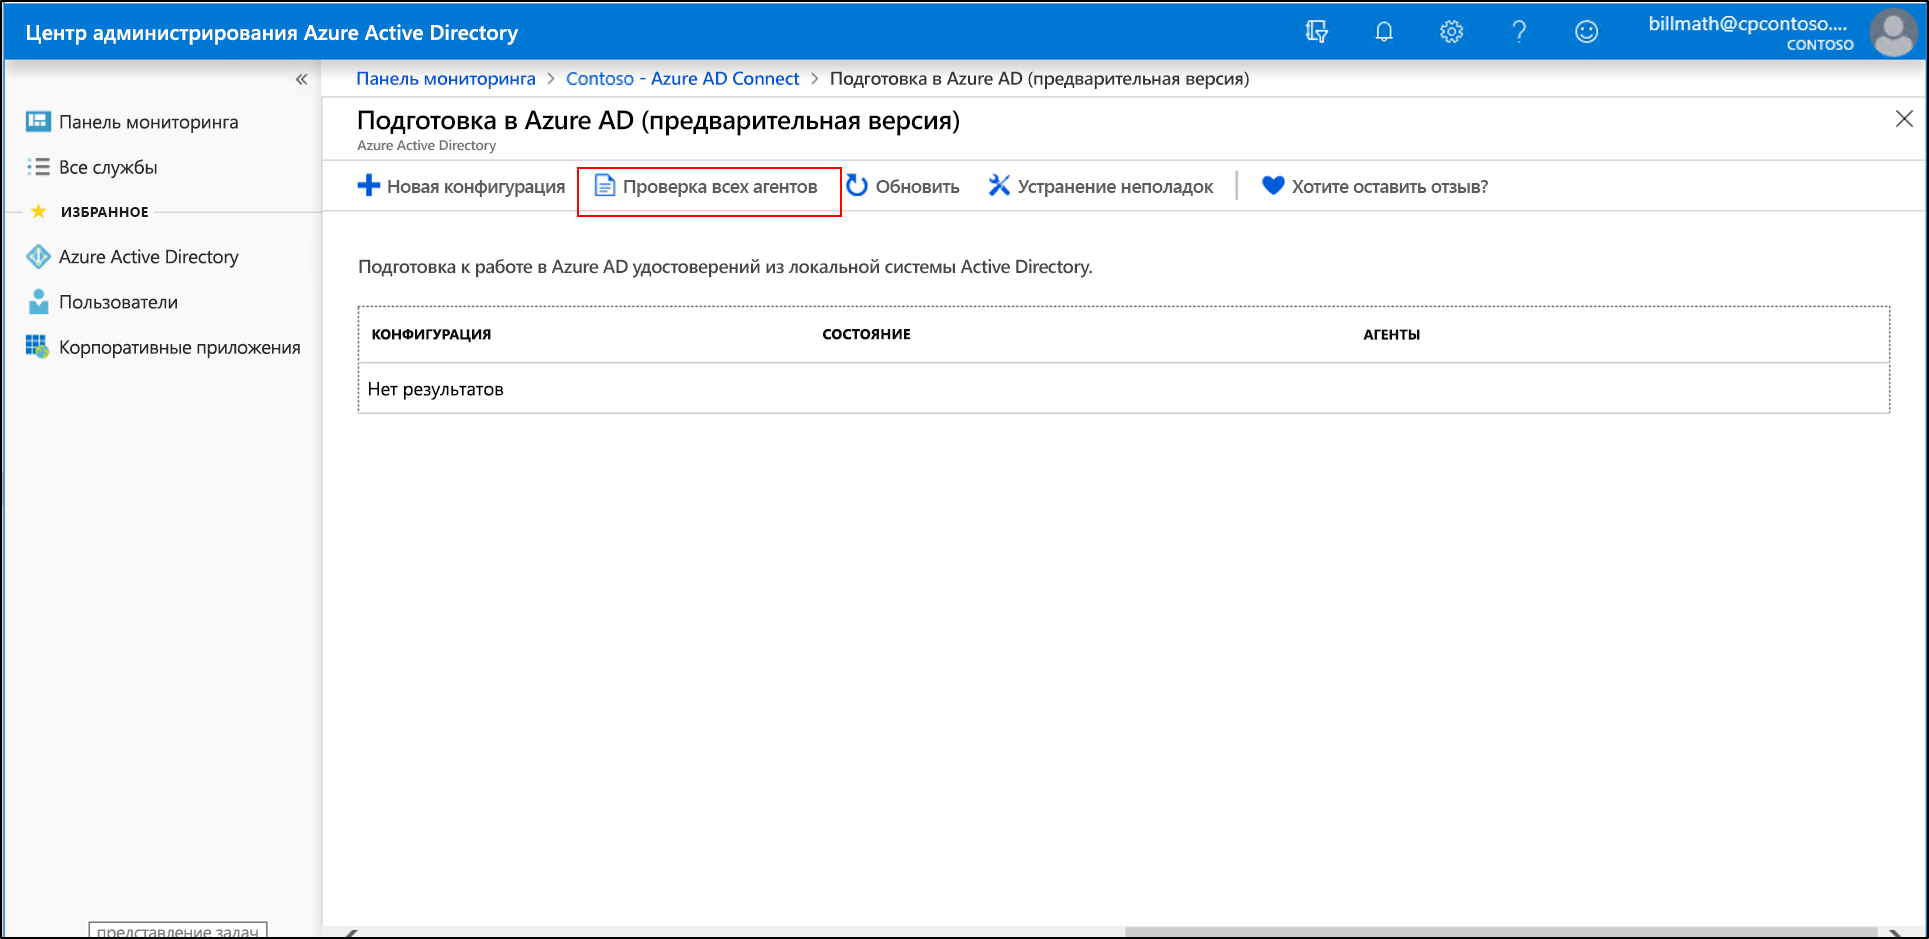 Центр администрирования Azure Active Directory
billmath@cpcontoso....
CONTOSO
«
Панель мониторинга > Contoso - Azure AD Connect > Подготовка в Azure AD (предварительная версия)
Панель мониторинга
Все службы
ИЗБРАННОЕ
Azure Active Directory
Пользователи
Корпоративные приложения
Подготовка в Azure AD (предварительная версия)
Azure Active Directory
Новая конфигурация Проверка всех агентов Обновить Устранение неполадок Хотите оставить отзыв?
Подготовка к работе в Azure AD удостоверений из локальной системы Active Directory.
КОНФИГУРАЦИЯ СОСТОЯНИЕ АГЕНТЫ
Нет результатов
представление задач